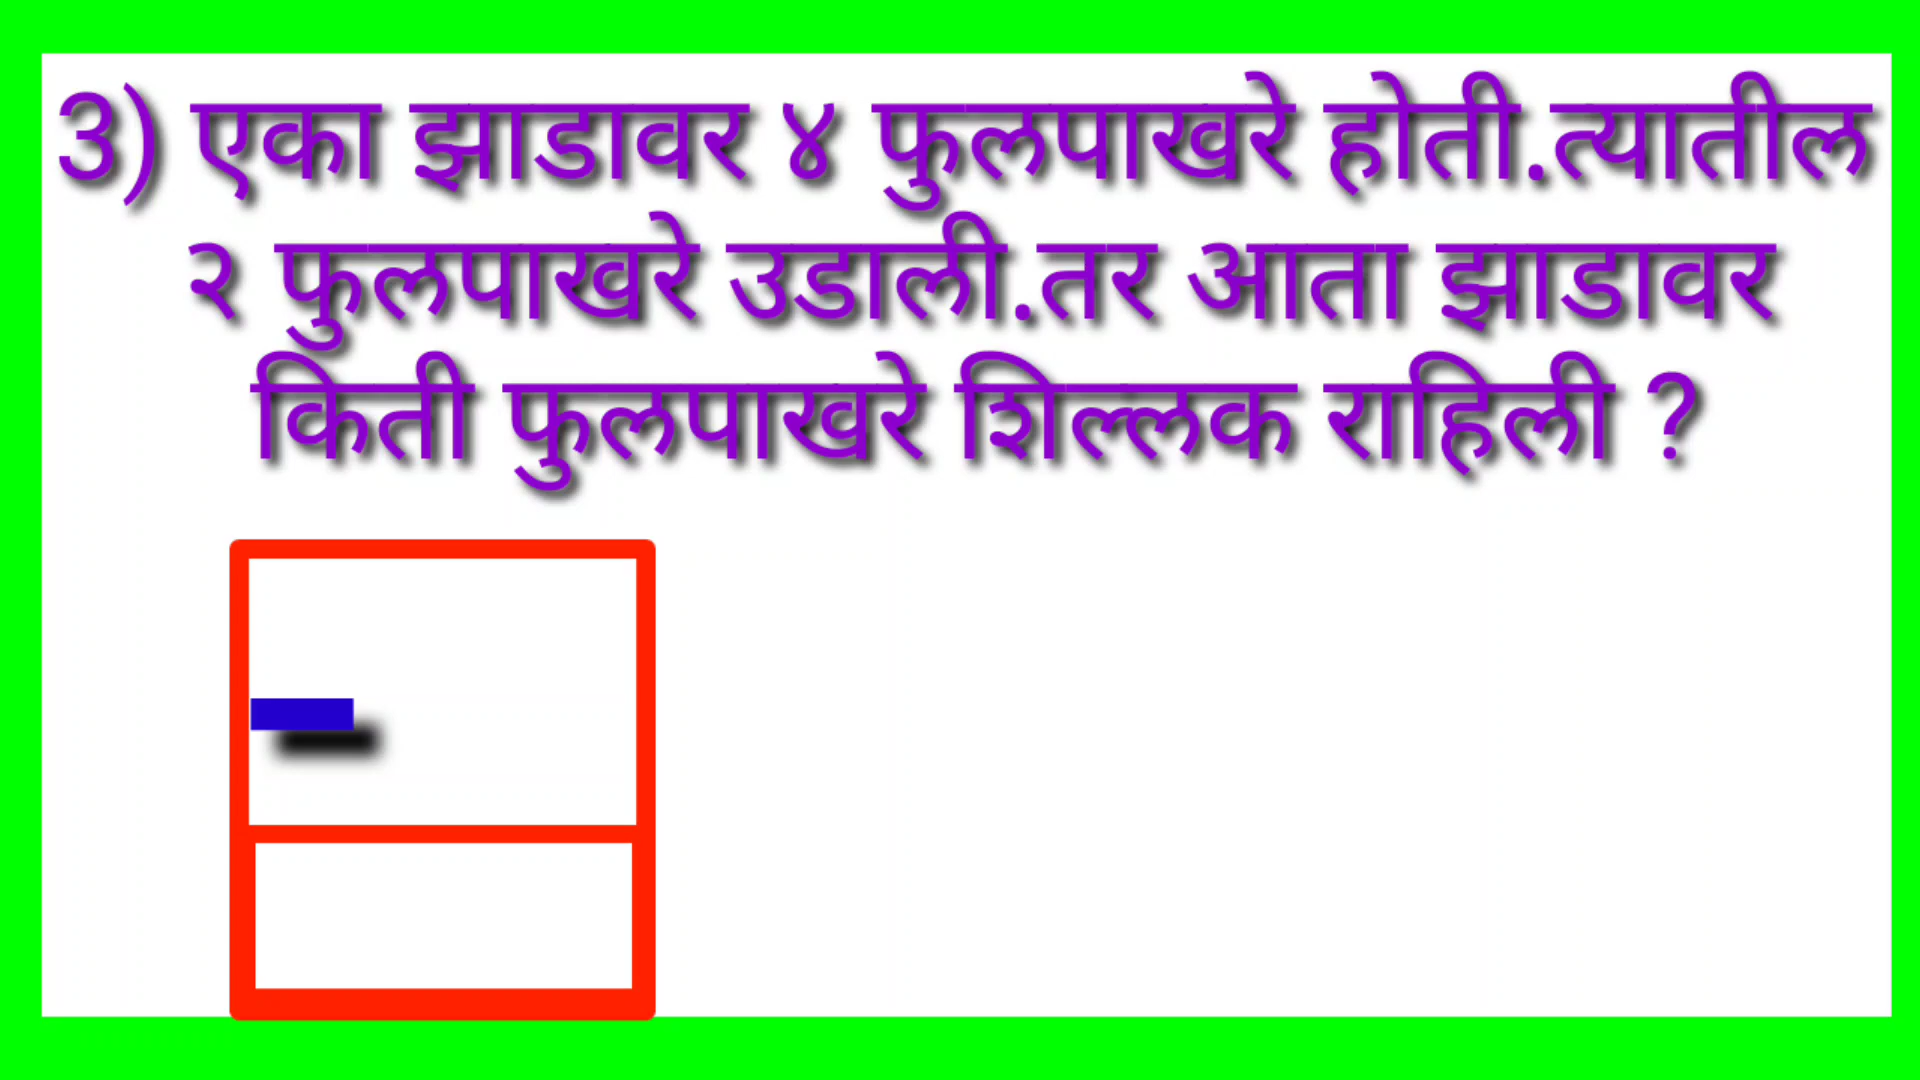 3) एका झाडावर ४ फुलपाखरे होती.त्यातील
२ फुलपाखरे उडाली.तर आता झाडावर
किती फुलपाखरे शिल्लक राहिली ?
-